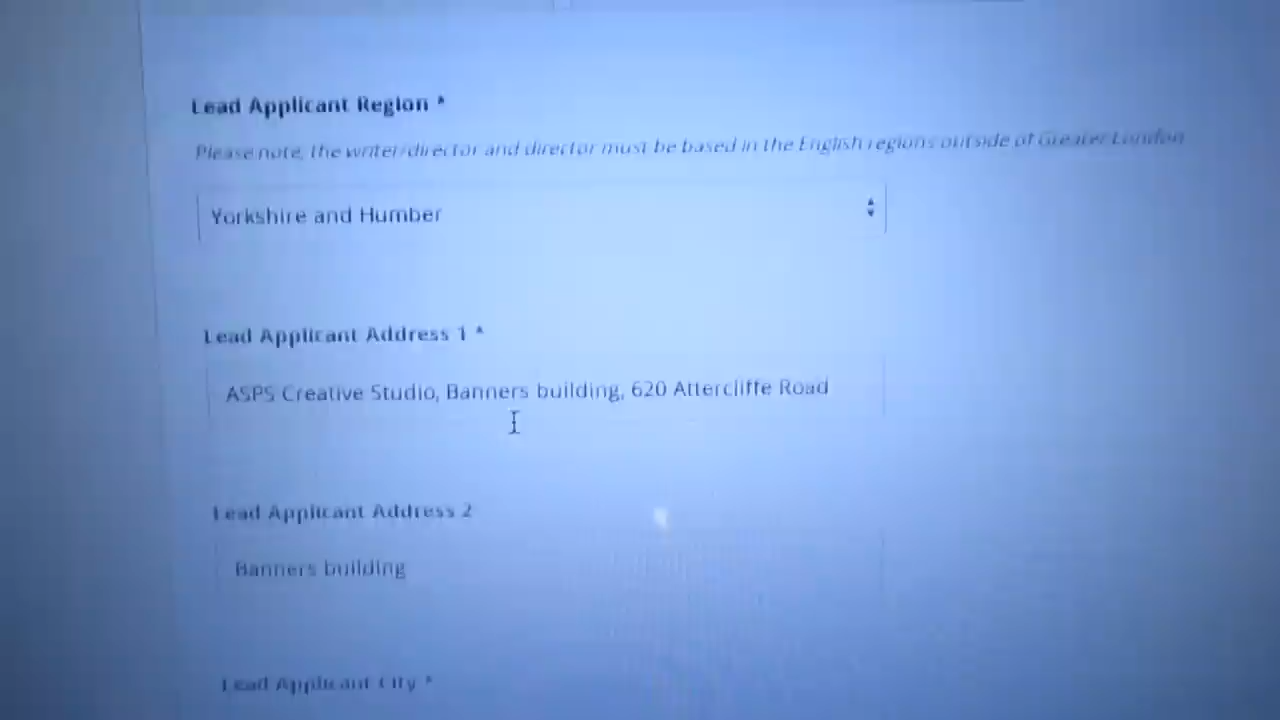 Lead Applicant Region *
Please note, the writer/director and director must be based in the English regions outside of Greater London
Yorkshire and Humber
Lead Applicant Address 1 *
ASPS Creative Studio, Banners building, 620 Attercliffe Road
Lead Applicant Address 2
Banners building
Lead Applicant City *